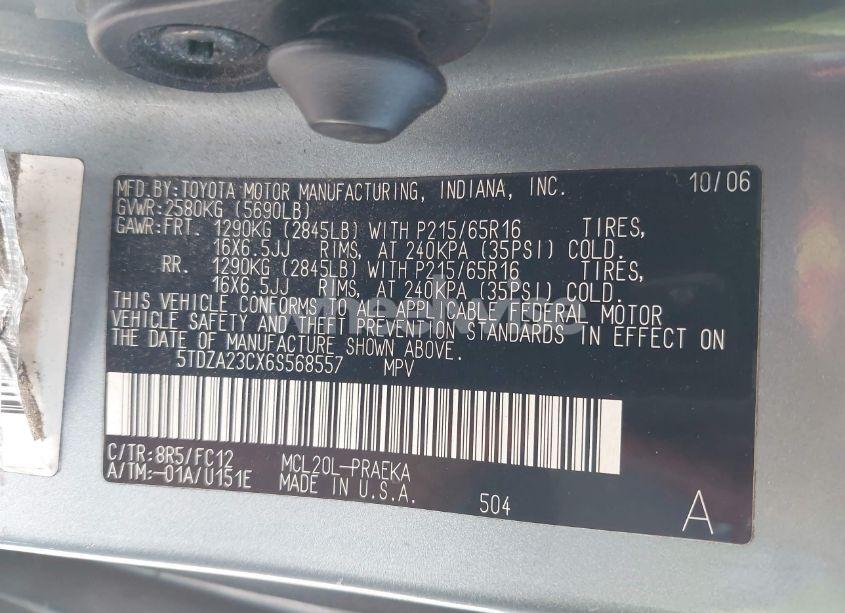 MFD.BY:TOYOTA MOTOR MANUFACTURING, INDIANA, INC. 10/06
GVWR:2580KG (5690LB)
GAWR:FRT. 1290KG (2845LB) WITH P215/65R16 TIRES,
16X6.5JJ RIMS, AT 240KPA (35PSI) COLD.
RR. 1290KG (2845LB) WITH P215/65R16 TIRES,
16X6.5JJ RIMS, AT 240KPA (35PSI) COLD.
THIS VEHICLE CONFORMS TO ALL APPLICABLE FEDERAL MOTOR
VEHICLE SAFETY AND THEFT PREVENTION STANDARDS IN EFFECT ON
THE DATE OF MANUFACTURE SHOWN ABOVE.
5TDZA23CX6S568557 MPV
C/TR:8R5/FC12 MCL20L-PRAEKA
A/TM:-01A/U151E MADE IN U.S.A.
504 A